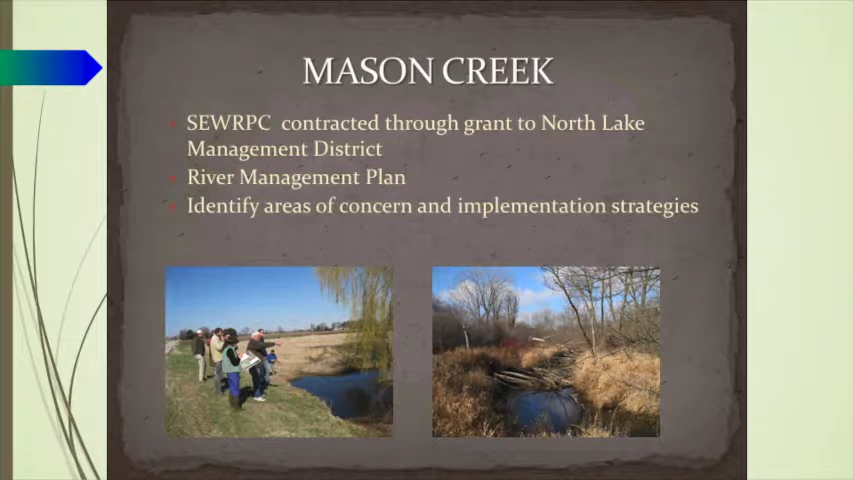 MASON CREEK
SEWRPC contracted through grant to North Lake
Management District
River Management Plan
Identify areas of concern and implementation strategies